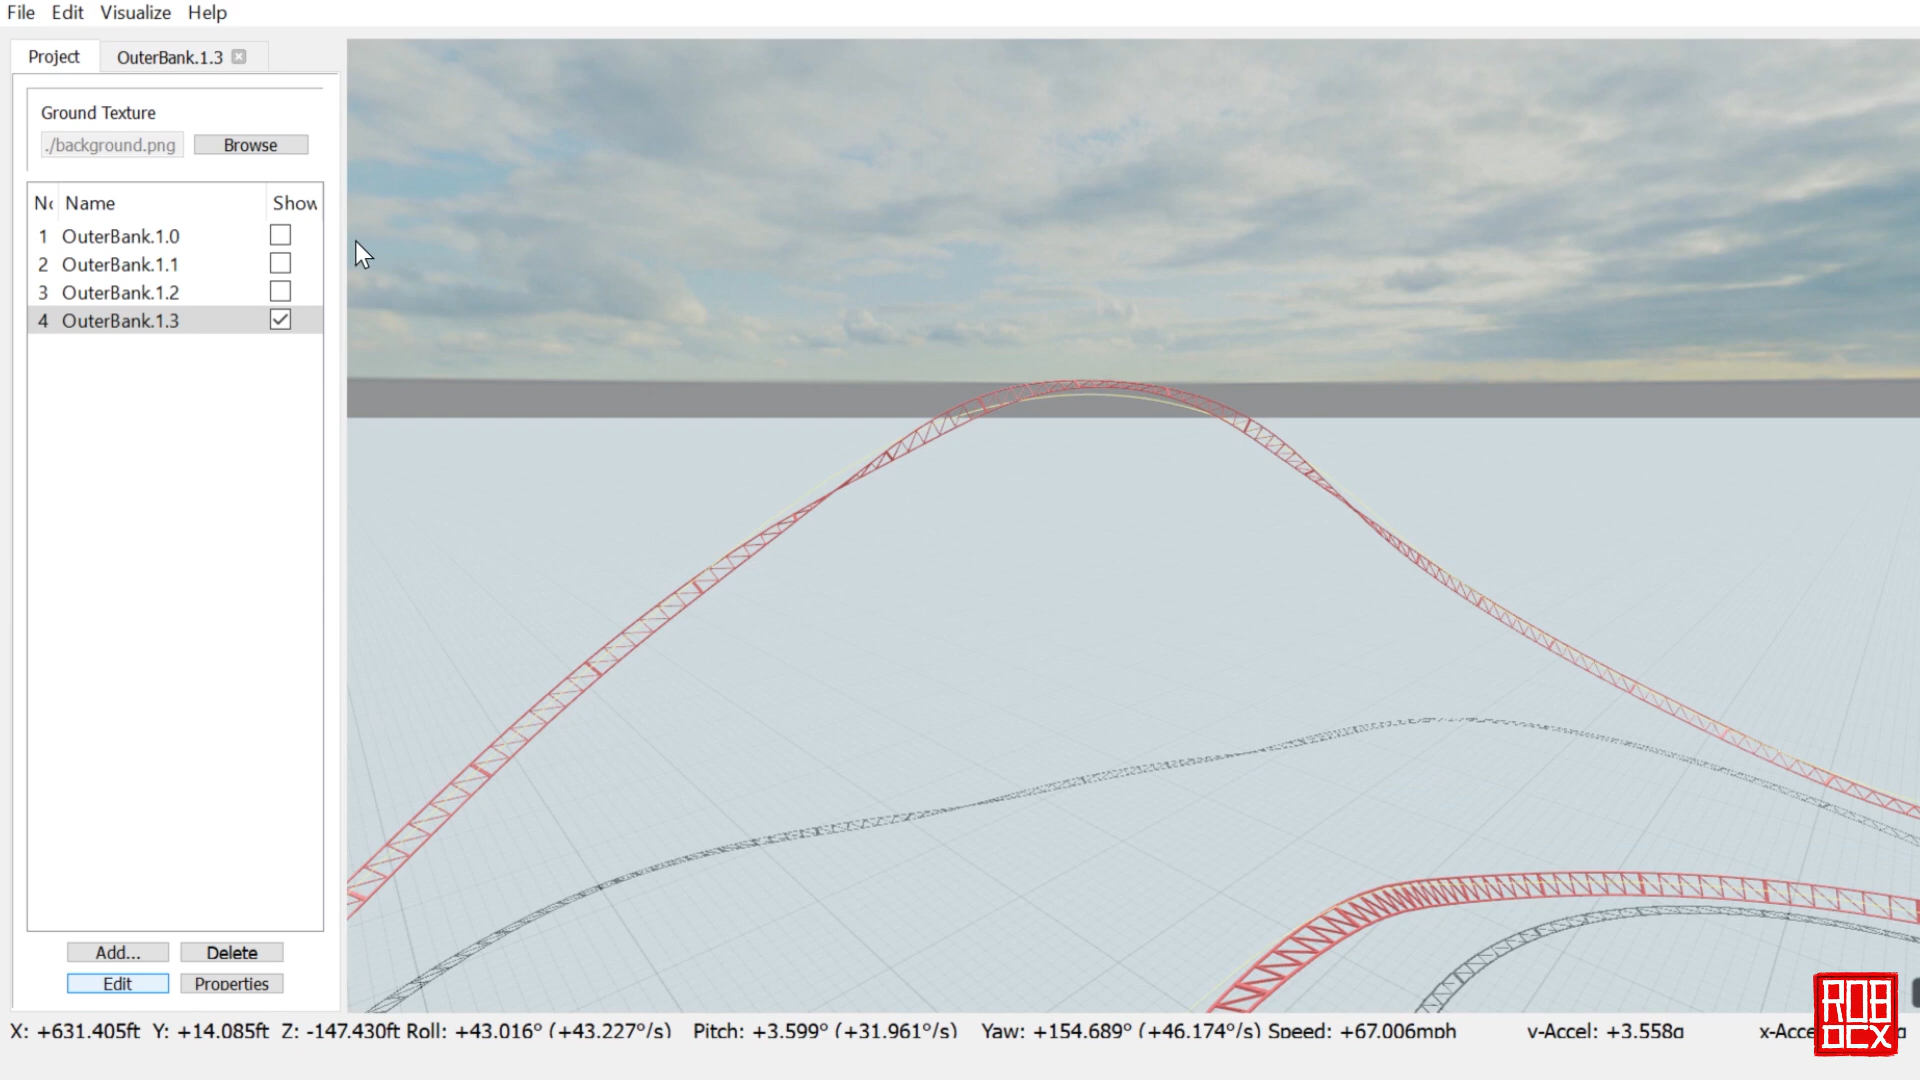 File Edit Visualize Help
Project OuterBank.1.3
Ground Texture
./background.png Browse
Name Show
1 OuterBank.1.0
2 OuterBank.1.1
3 OuterBank.1.2
4 OuterBank.1.3
Add... Delete
Edit Properties
X: +631.405ft Y: +14.085ft Z: -147.430ft Roll: +43.016° (+43.227°/s) Pitch: +3.599° (+31.961°/s) Yaw: +154.689° (+46.174°/s) Speed: +67.006mph v-Accel: +3.558g
ROB
DCX